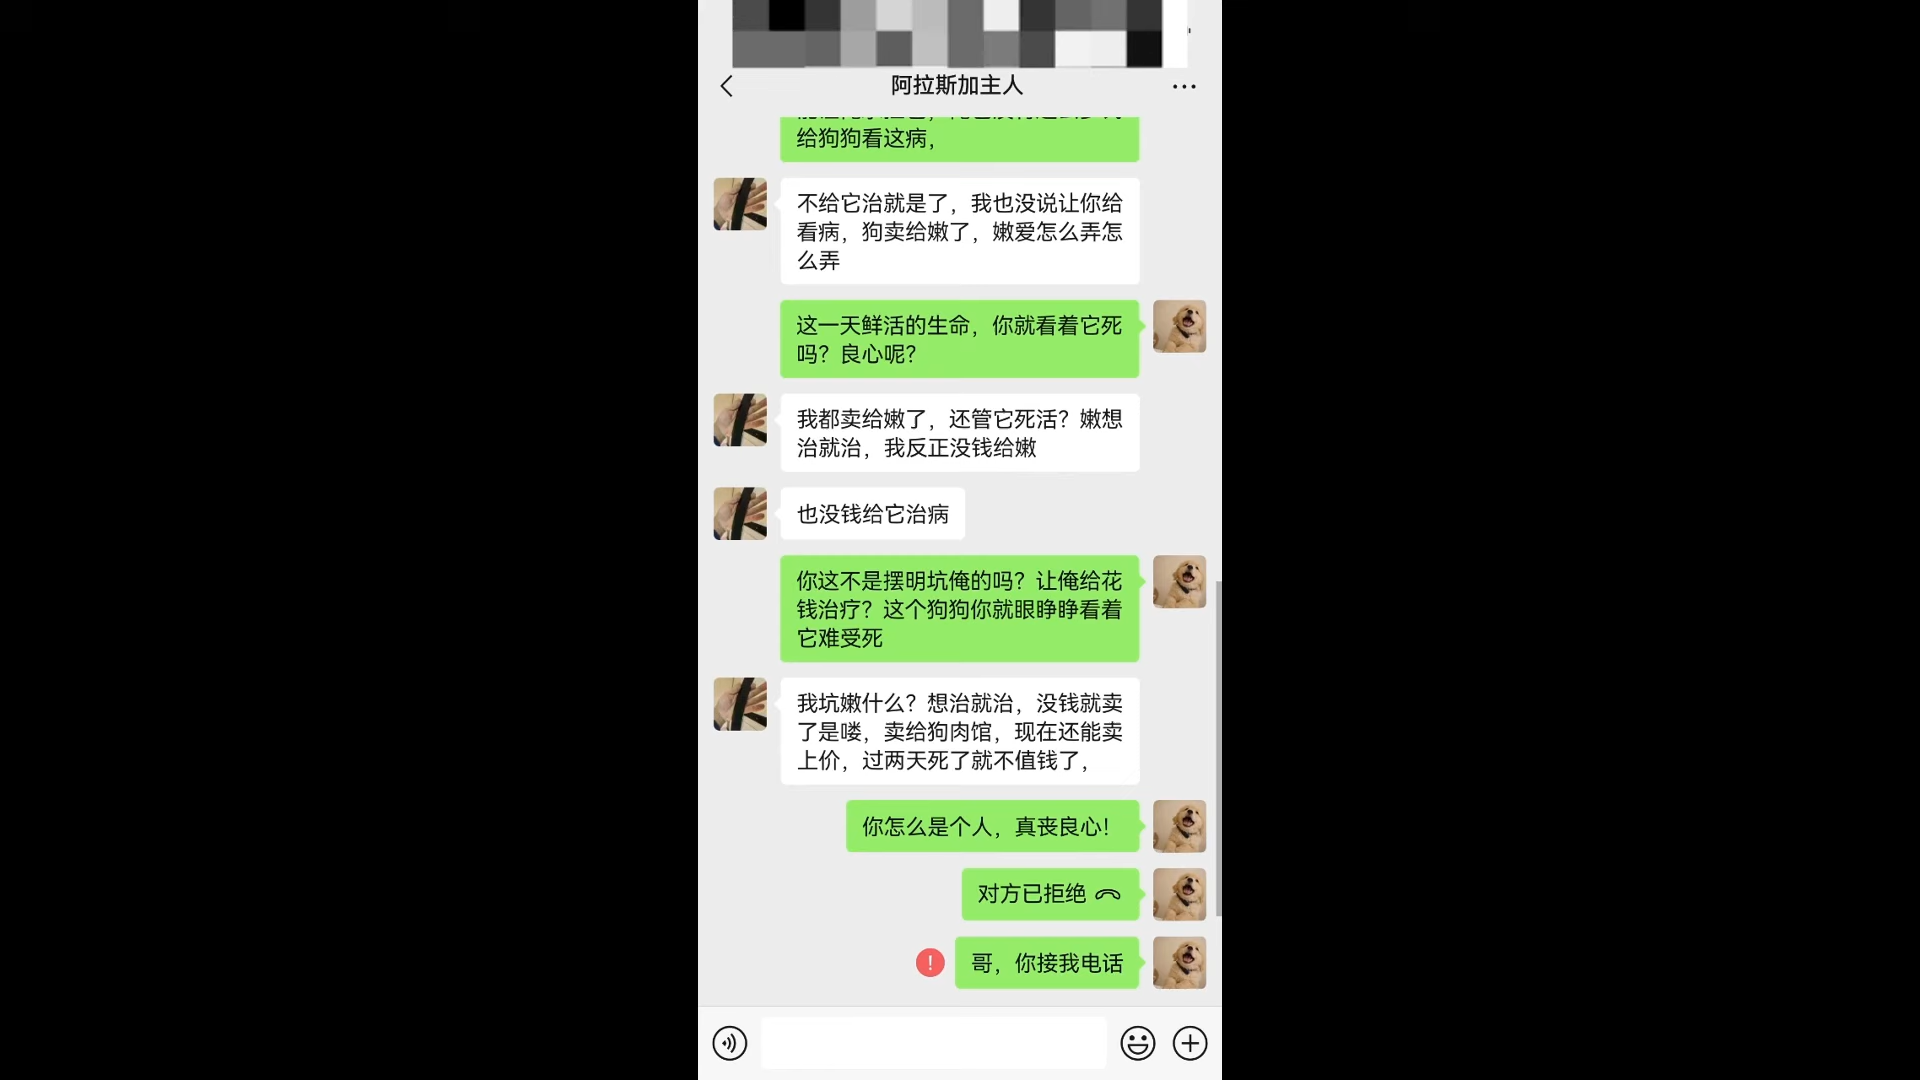 阿拉斯加主人
给狗狗看这病，
不给它治就是了，我也没说让你给
看病，狗卖给嫩了，嫩爱怎么弄怎
么弄
这一天鲜活的生命，你就看着它死
吗？良心呢？
我都卖给嫩了，还管它死活？嫩想
治就治，我反正没钱给嫩
也没钱给它治病
你这不是摆明坑俺的吗？让俺给花
钱治疗？这个狗狗你就眼睁睁看着
它难受死
我坑嫩什么？想治就治，没钱就卖
了是喽，卖给狗肉馆，现在还能卖
上价，过两天死了就不值钱了，
你怎么是个人，真丧良心！
对方已拒绝
哥，你接我电话